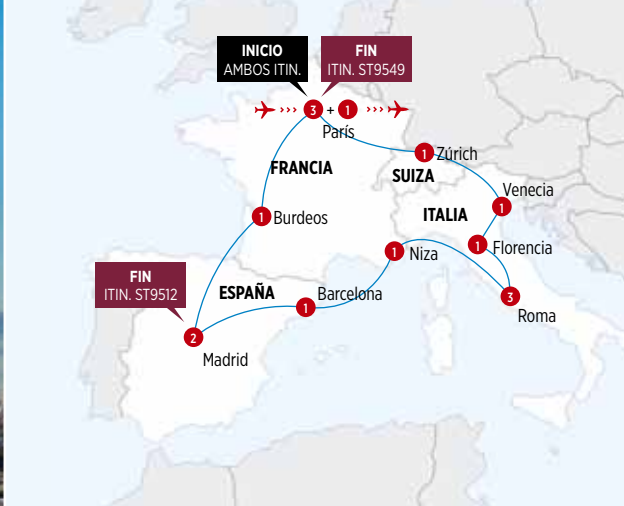 INICIO
AMBOS ITIN.
FIN
ITIN. ST9549
››› 3 + 1 ›››
París
1 Zúrich
FRANCIA
SUIZA
Venecia
1
1 Burdeos
ITALIA
1 Florencia
1 Niza
FIN
ITIN. ST9512
ESPAÑA
Barcelona
1
3
Roma
2
Madrid